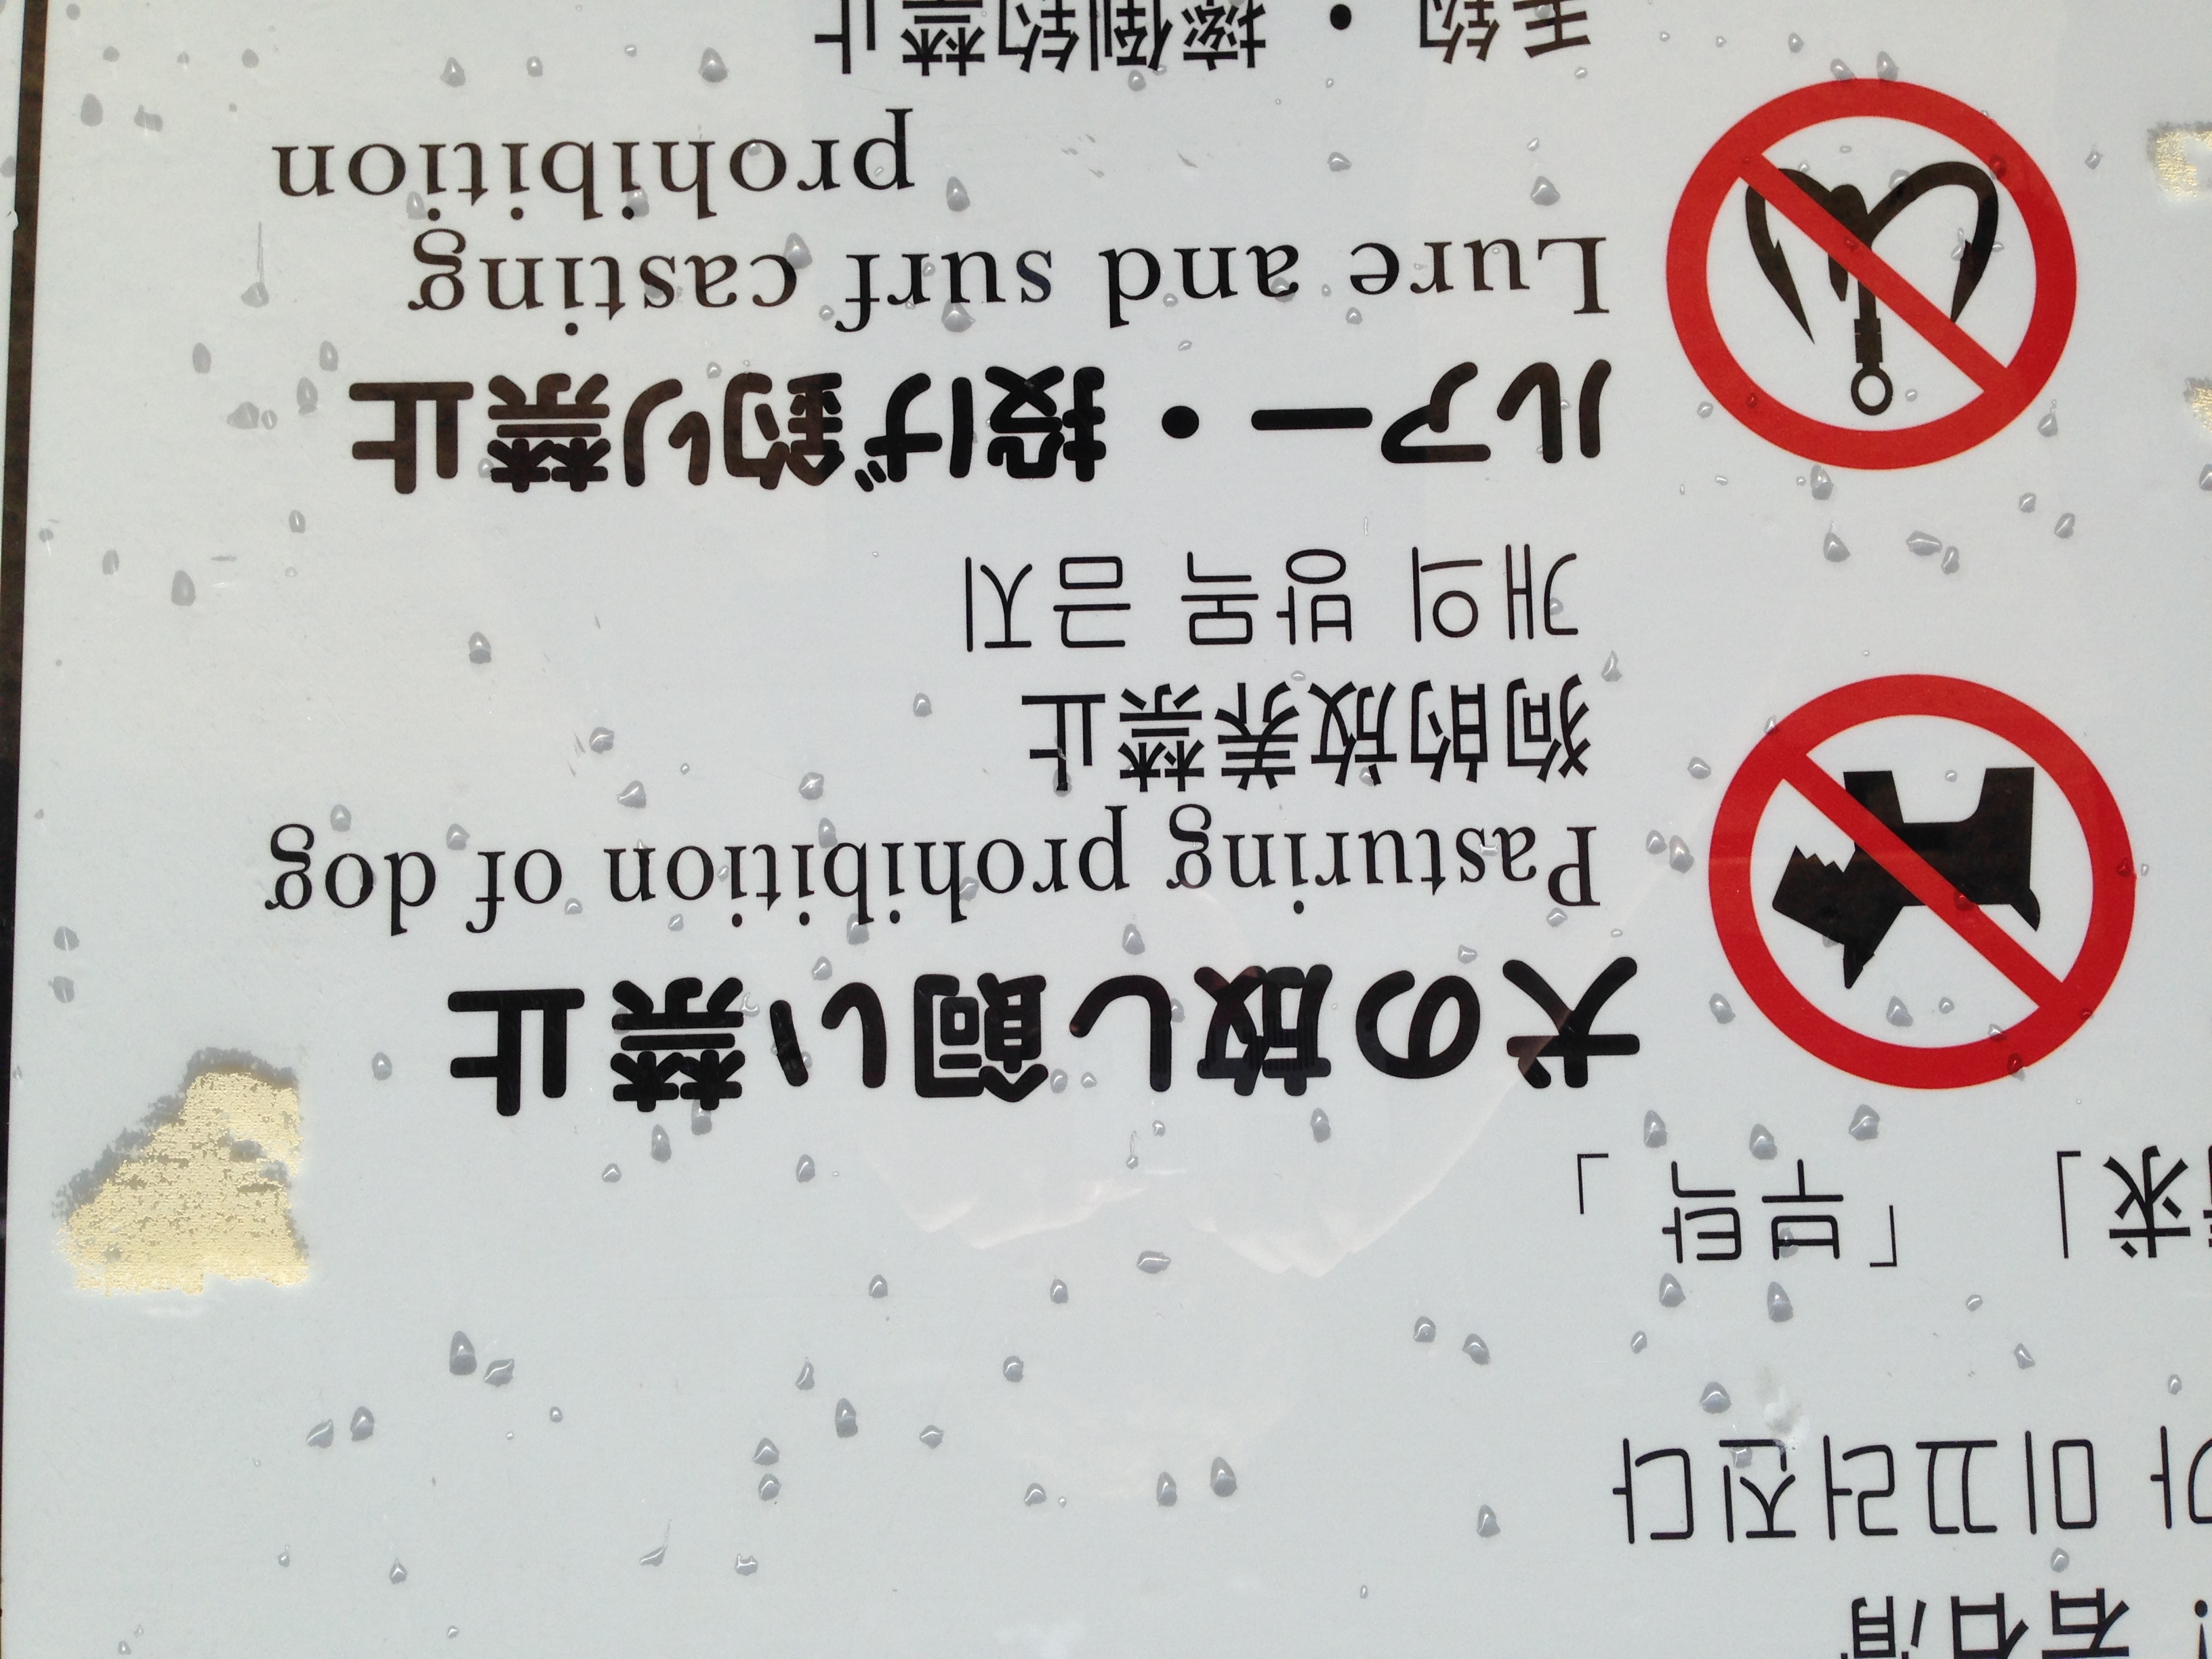 ! 岩石滑
가 미끄러진다
求」 「부탁 」
犬の放し飼い禁止
Pasturing prohibition of dog
狗的放养禁止
개의 방목 금지
ルアー・投げ釣り禁止
Lure and surf casting
prohibition
毛钩・摔倒钓禁止